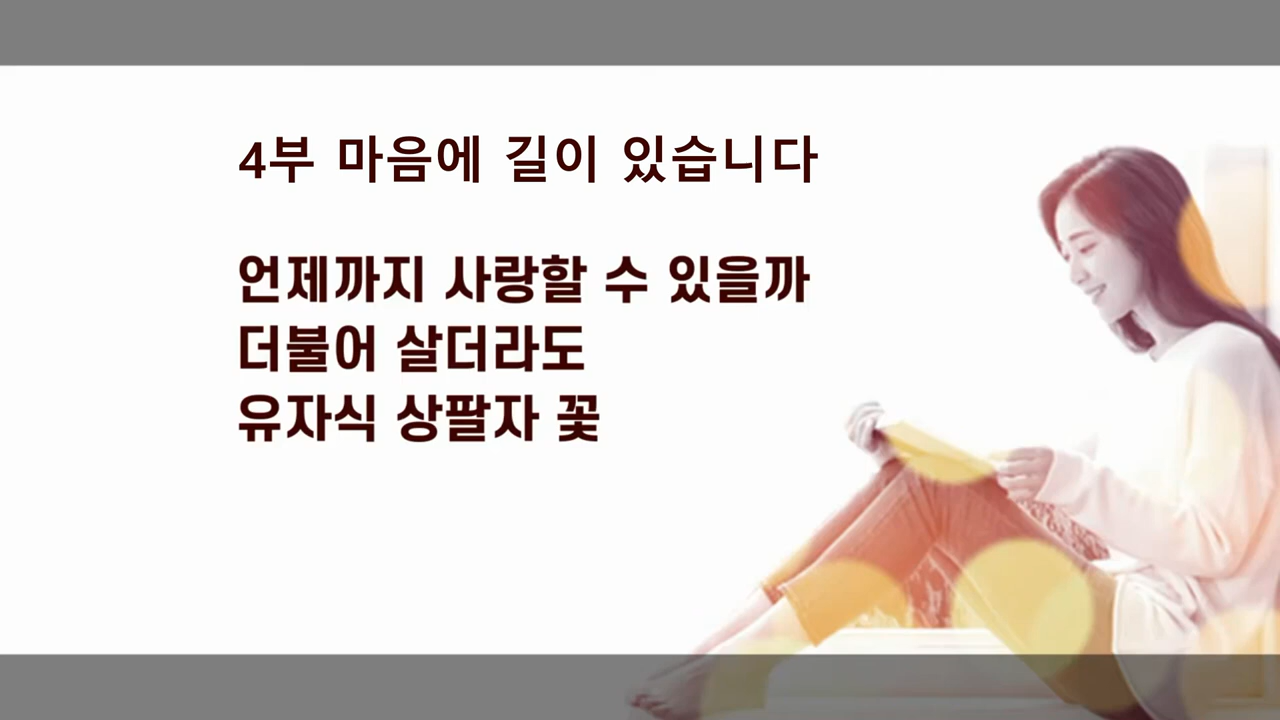 4부 마음에 길이 있습니다
언제까지 사랑할 수 있을까
더불어 살더라도
유자식 상팔자 꽃